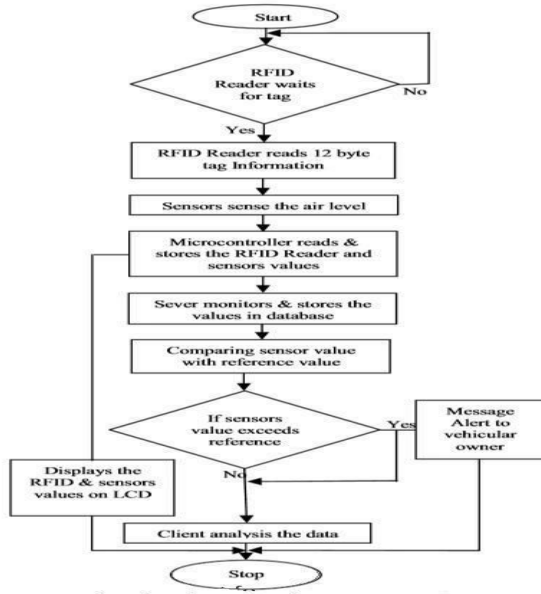 Start
RFID
Reader waits
for tag
No
Yes
RFID Reader reads 12 byte
tag Information
Sensors sense the air level
Microcontroller reads &
stores the RFID Reader and
sensors values
Sever monitors & stores the
values in database
Comparing sensor value
with reference value
If sensors
value exceeds
reference
Yes
Message
Alert to
vehicular
owner
No
Displays the
RFID & sensors
values on LCD
Client analysis the data
Stop